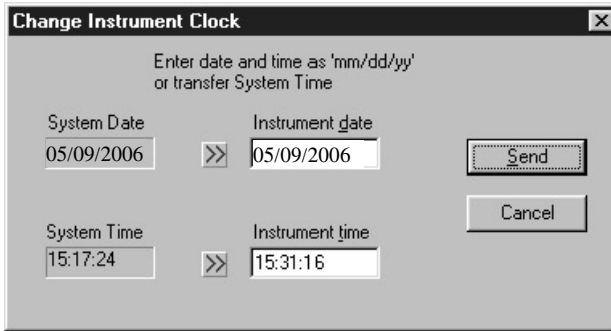 Change Instrument Clock
Enter date and time as 'mm/dd/yy'
or transfer System Time
System Date
Instrument date
05/09/2006
>>
05/09/2006
Send
Cancel
System Time
Instrument time
15:17:24
>>
15:31:16